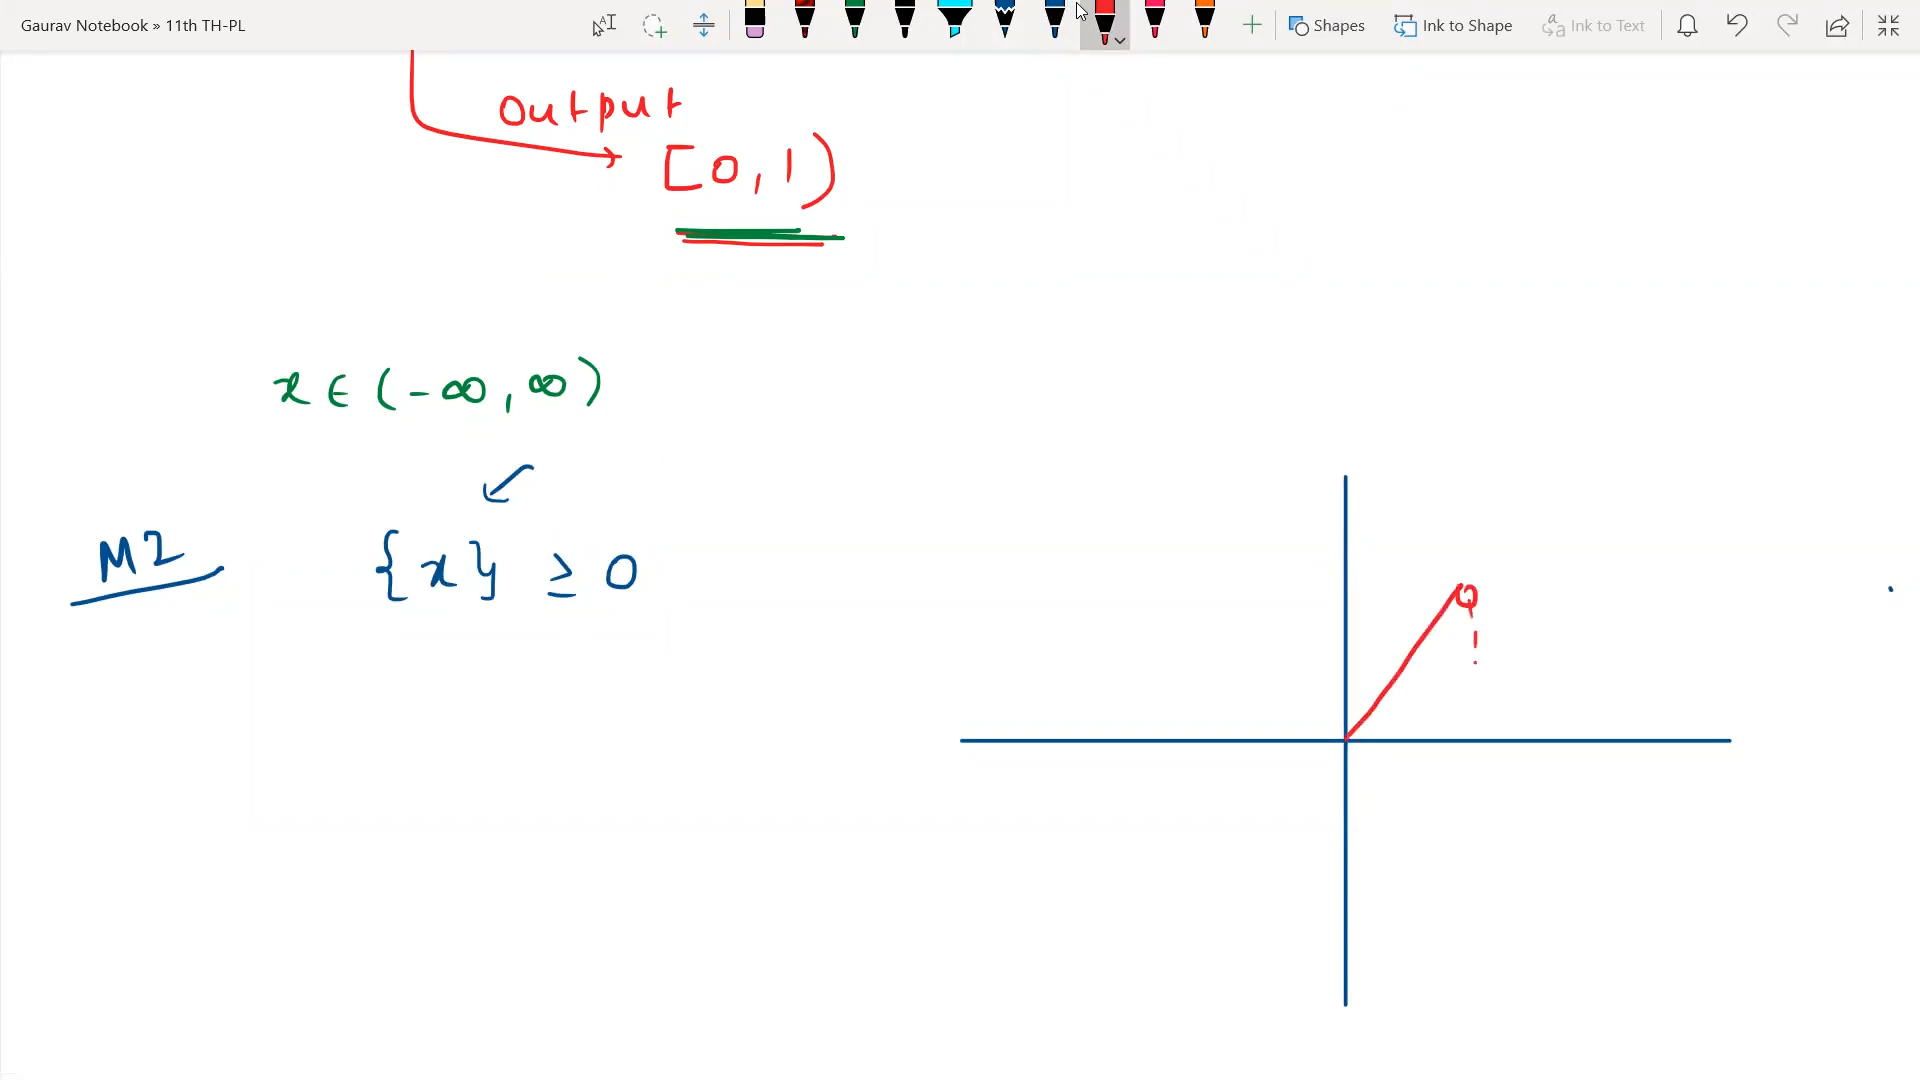 Gaurav Notebook » 11th TH-PL
Shapes
Ink to Shape
Ink to Text
output
[0, 1)
x ∈ (-∞, ∞)
M2
{x} ≥ 0